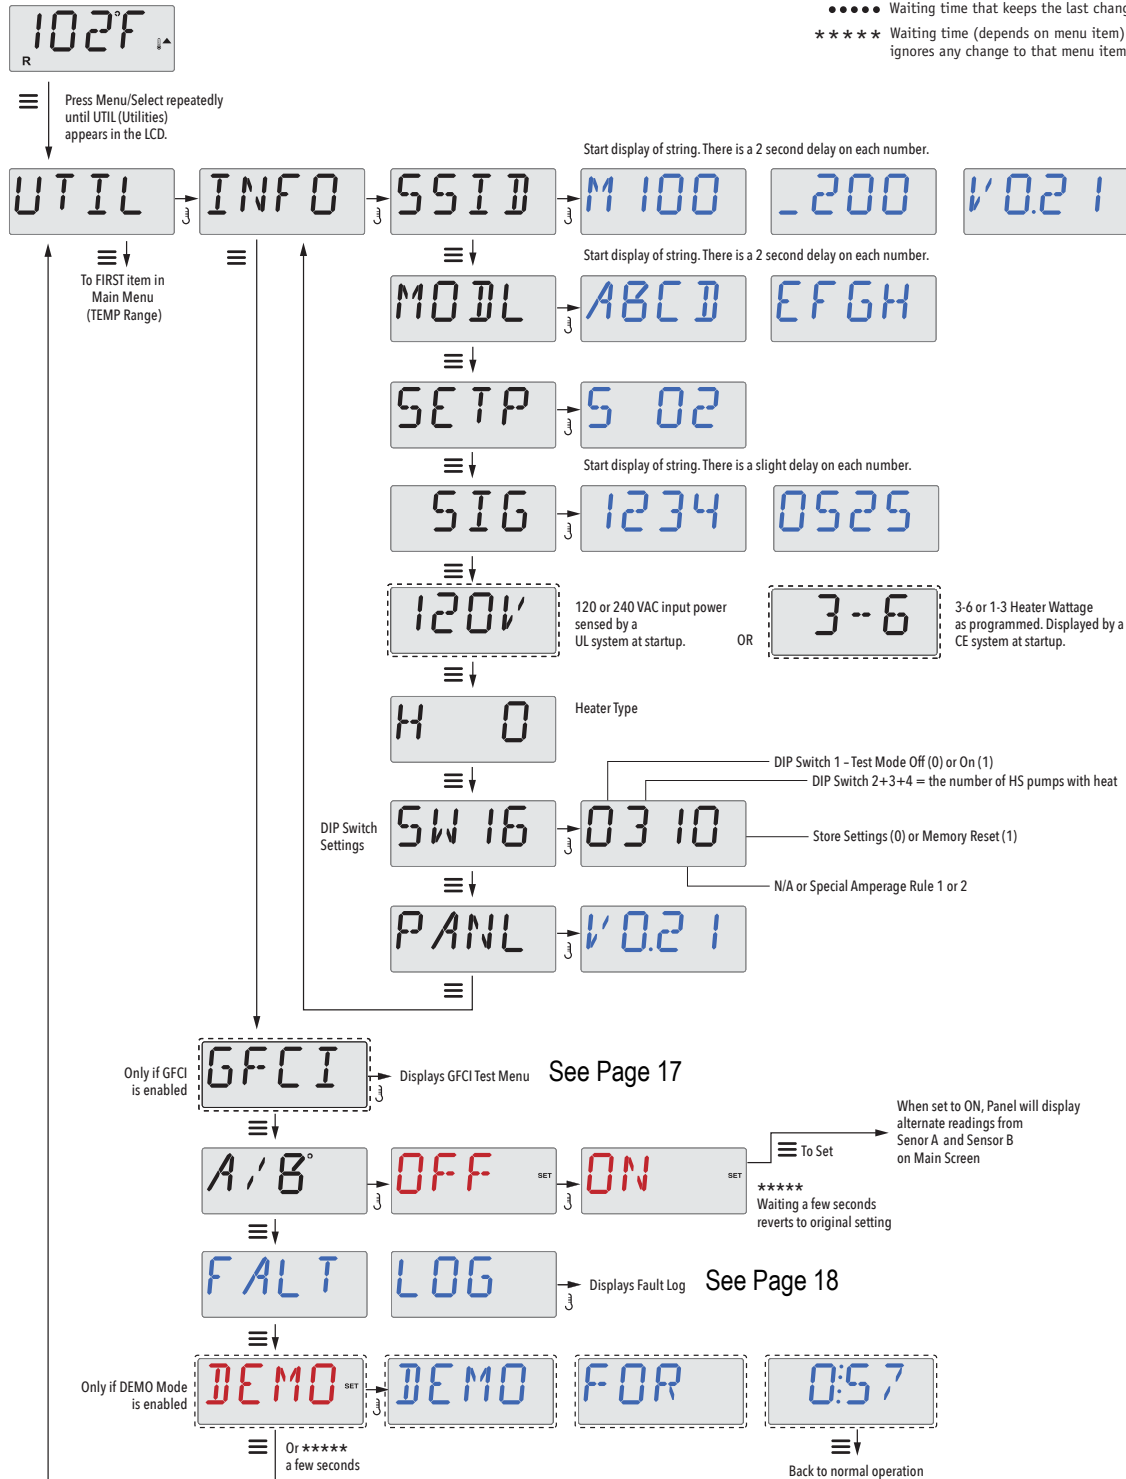 ••••• Waiting time that keeps the last chang
***** Waiting time (depends on menu item)
ignores any change to that menu item
102°F
R
Press Menu/Select repeatedly
until UTIL (Utilities)
appears in the LCD.
Start display of string. There is a 2 second delay on each number.
UTIL INFO SSID M100 _200 V0.21
To FIRST item in
Main Menu
(TEMP Range)
Start display of string. There is a 2 second delay on each number.
MODL ABCD EFGH
SETP S 02
Start display of string. There is a slight delay on each number.
SIG 1234 0525
120V
120 or 240 VAC input power
sensed by a
UL system at startup.
OR
3-6
3-6 or 1-3 Heater Wattage
as programmed. Displayed by a
CE system at startup.
H 0
Heater Type
DIP Switch 1 – Test Mode Off (0) or On (1)
DIP Switch 2+3+4 = the number of HS pumps with heat
DIP Switch
Settings
SW16 0310
Store Settings (0) or Memory Reset (1)
N/A or Special Amperage Rule 1 or 2
PANL V0.21
Only if GFCI
is enabled
GFCI
Displays GFCI Test Menu See Page 17
A/B° OFF SET ON SET
To Set
When set to ON, Panel will display
alternate readings from
Senor A and Sensor B
on Main Screen
*****
Waiting a few seconds
reverts to original setting
FALT LOG
Displays Fault Log See Page 18
Only if DEMO Mode
is enabled
DEMO SET DEMO FOR 0:57
Or *****
a few seconds
Back to normal operation